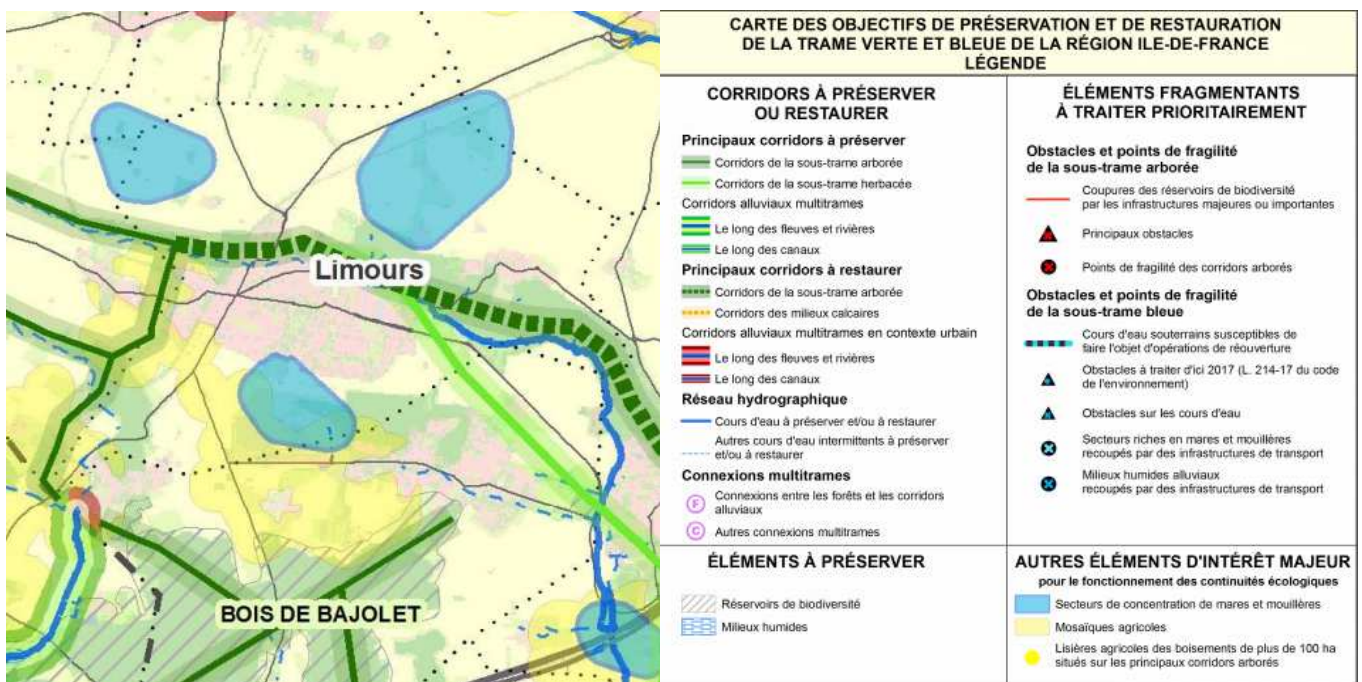 Limours
BOIS DE BAJOLET
CARTE DES OBJECTIFS DE PRÉSERVATION ET DE RESTAURATION
DE LA TRAME VERTE ET BLEUE DE LA RÉGION ILE-DE-FRANCE
LÉGENDE
CORRIDORS À PRÉSERVER
OU RESTAURER
Principaux corridors à préserver
Corridors de la sous-trame arborée
Corridors de la sous-trame herbacée
Corridors alluviaux multitrames
Le long des fleuves et rivières
Le long des canaux
Principaux corridors à restaurer
Corridors de la sous-trame arborée
Corridors des milieux calcaires
Corridors alluviaux multitrames en contexte urbain
Le long des fleuves et rivières
Le long des canaux
Réseau hydrographique
Cours d'eau à préserver et/ou à restaurer
Autres cours d'eau intermittents à préserver
et/ou à restaurer
Connexions multitrames
F
Connexions entre les forêts et les corridors
alluviaux
C
Autres connexions multitrames
ÉLÉMENTS FRAGMENTANTS
À TRAITER PRIORITAIREMENT
Obstacles et points de fragilité
de la sous-trame arborée
Coupures des réservoirs de biodiversité
par les infrastructures majeures ou importantes
Principaux obstacles
Points de fragilité des corridors arborés
Obstacles et points de fragilité
de la sous-trame bleue
Cours d'eau souterrains susceptibles de
faire l'objet d'opérations de réouverture
Obstacles à traiter d'ici 2017 (L. 214-17 du code
de l'environnement)
Obstacles sur les cours d'eau
Secteurs riches en mares et mouillères
recoupés par des infrastructures de transport
Milieux humides alluviaux
recoupés par des infrastructures de transport
ÉLÉMENTS À PRÉSERVER
Réservoirs de biodiversité
Milieux humides
AUTRES ÉLÉMENTS D'INTÉRÊT MAJEUR
pour le fonctionnement des continuités écologiques
Secteurs de concentration de mares et mouillères
Mosaïques agricoles
Lisières agricoles des boisements de plus de 100 ha
situés sur les principaux corridors arborés